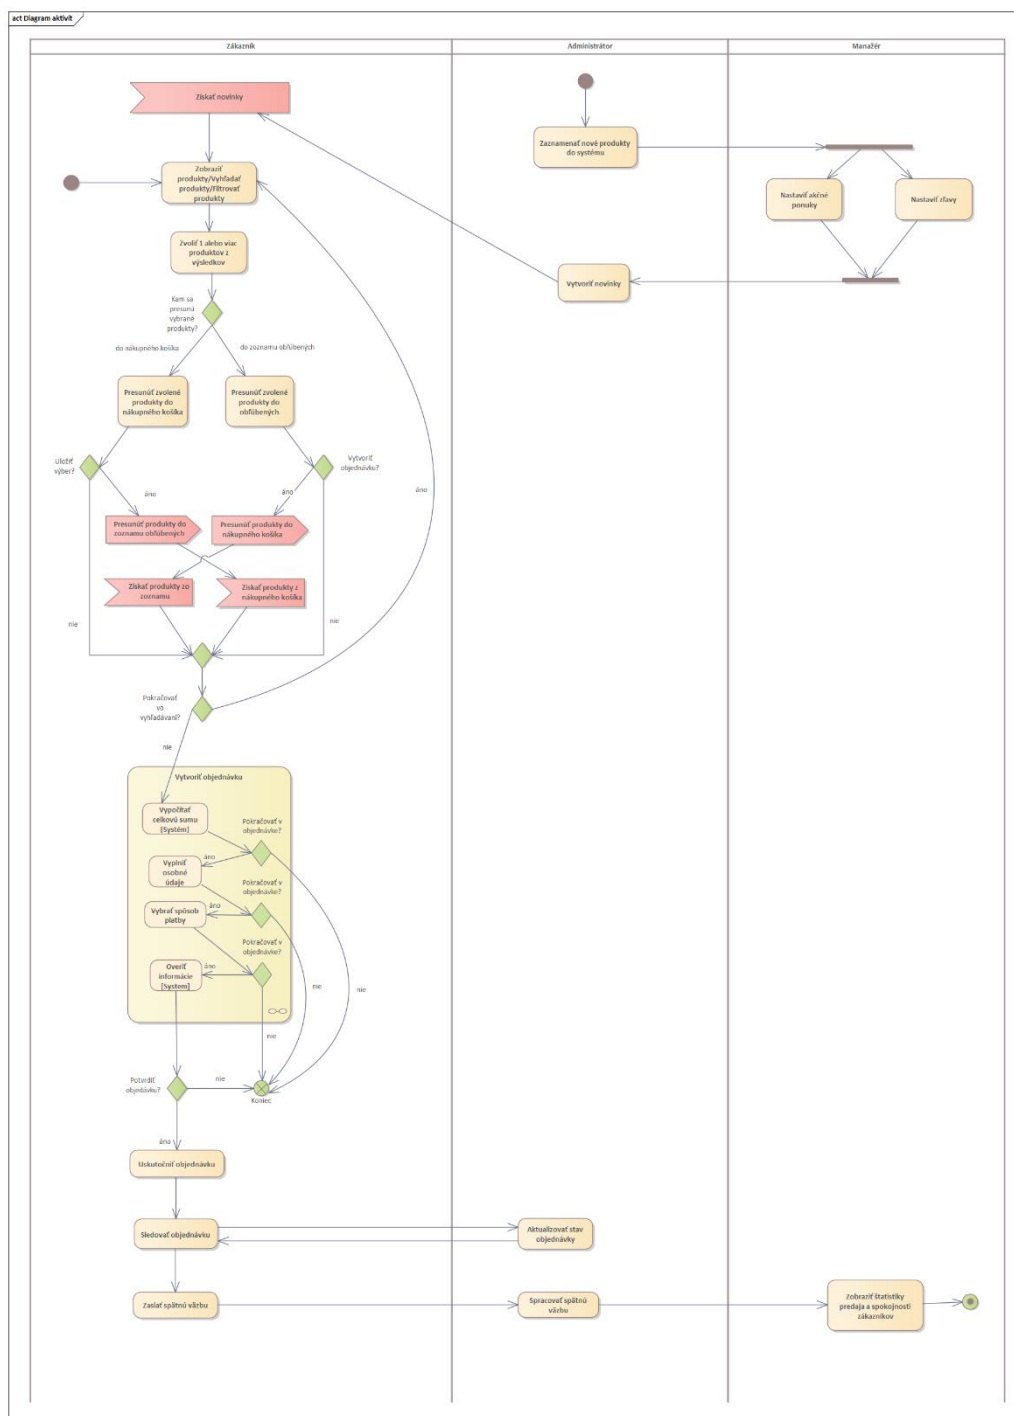 act Diagram aktivít
Zákazník
Administrátor
Manažér
Získať novinky
Zaznamenať nové produkty
do systému
Zobraziť
produkty/Vyhľadať
produkty/Filtrovať
produkty
Nastaviť akčné
ponuky
Nastaviť zľavy
Zvoliť 1 alebo viac
produktov z
výsledkov
Vytvoriť novinky
Kam sa
presunú
vybrané
produkty?
do nákupného košíka
do zoznamu obľúbených
Presunúť zvolené
produkty do
nákupného košíka
Presunúť zvolené
produkty do
obľúbených
Uložiť
výber?
Vytvoriť
objednávku?
áno
áno
áno
Presunúť produkty do
zoznamu obľúbených
Presunúť produkty do
nákupného košíka
Získať produkty zo
zoznamu
Získať produkty z
nákupného košíka
nie
nie
Pokračovať
vo
vyhľadávaní?
nie
Vytvoriť objednávku
Vypočítať
celkovú sumu
[Systém]
Pokračovať v
objednávke?
áno
Vyplniť
osobné
údaje
Pokračovať v
objednávke?
áno
Vybrať spôsob
platby
Pokračovať v
objednávke?
áno
Overiť
informácie
[System]
nie
nie
nie
Potvrdiť
objednávku?
nie
Koniec
áno
Uskutočniť objednávku
Sledovať objednávku
Aktualizovať stav
objednávky
Zaslať spätnú väzbu
Spracovať spätnú
väzbu
Zobraziť štatistiky
predaja a spokojnosti
zákazníkov